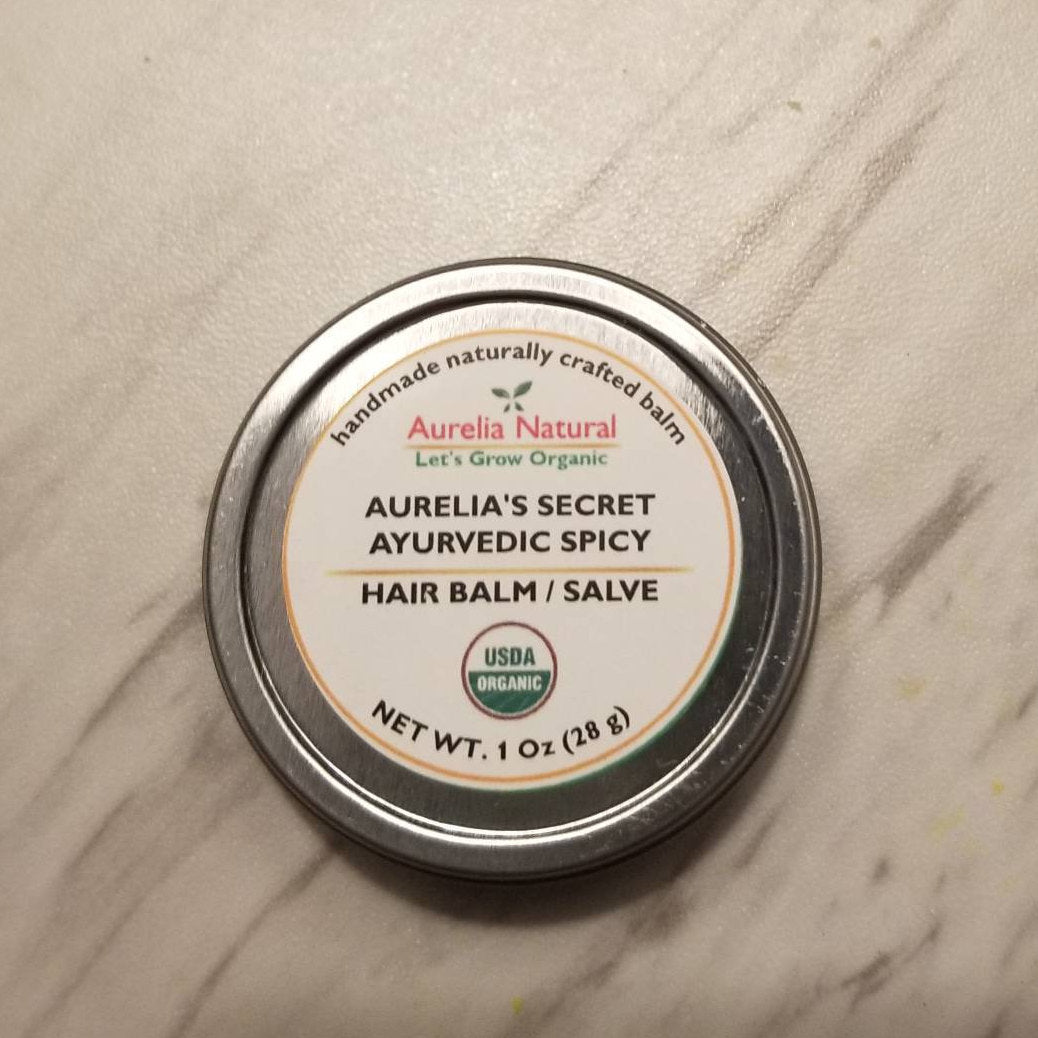 handmade naturally crafted balm
Aurelia Natural
Let's Grow Organic
AURELIA'S SECRET
AYURVEDIC SPICY
HAIR BALM / SALVE
USDA
ORGANIC
NET WT. 1 Oz (28 g)